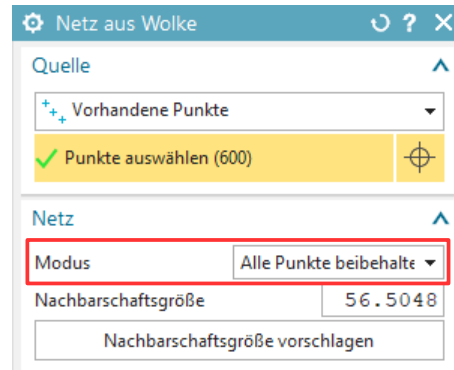 Netz aus Wolke
Quelle
Vorhandene Punkte
Punkte auswählen (600)
Netz
Modus Alle Punkte beibehalte
Nachbarschaftsgröße 56.5048
Nachbarschaftsgröße vorschlagen